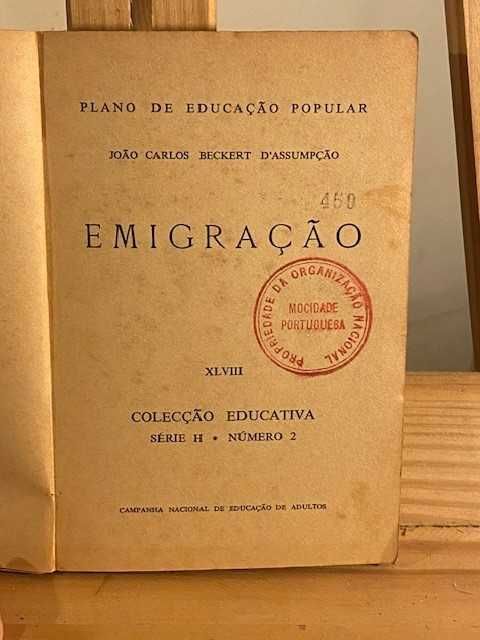 PLANO DE EDUCAÇÃO POPULAR
JOÃO CARLOS BECKERT D'ASSUMPÇÃO
450
EMIGRAÇÃO
PROPRIEDADE DA ORGANIZAÇÃO NACIONAL
MOCIDADE
PORTUGUESA
XLVIII
COLECÇÃO EDUCATIVA
SÉRIE H • NÚMERO 2
CAMPANHA NACIONAL DE EDUCAÇÃO DE ADULTOS